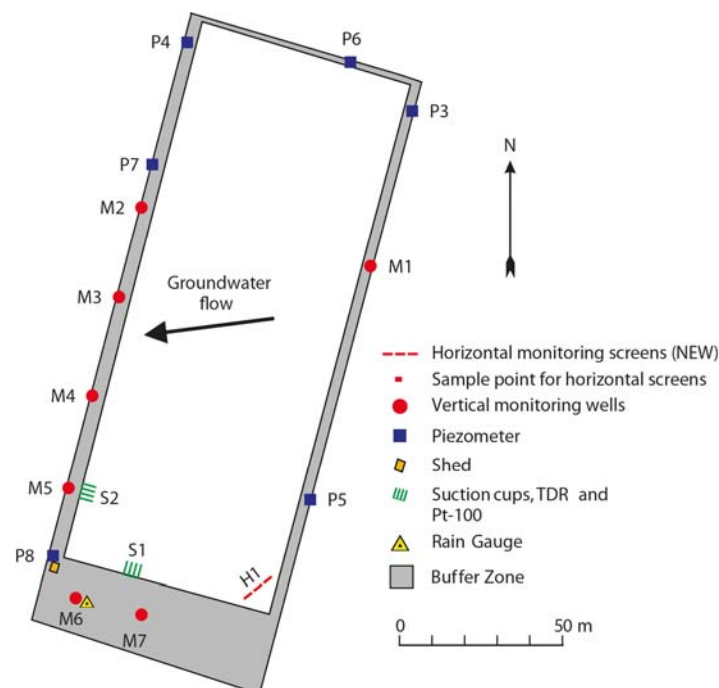 P4
P6
P3
N
P7
M2
M1
M3
Groundwater
flow
M4
M5
S2
P5
P8
S1
H1
M6
M7
Horizontal monitoring screens (NEW)
Sample point for horizontal screens
Vertical monitoring wells
Piezometer
Shed
Suction cups, TDR and
Pt-100
Rain Gauge
Buffer Zone
0
50 m